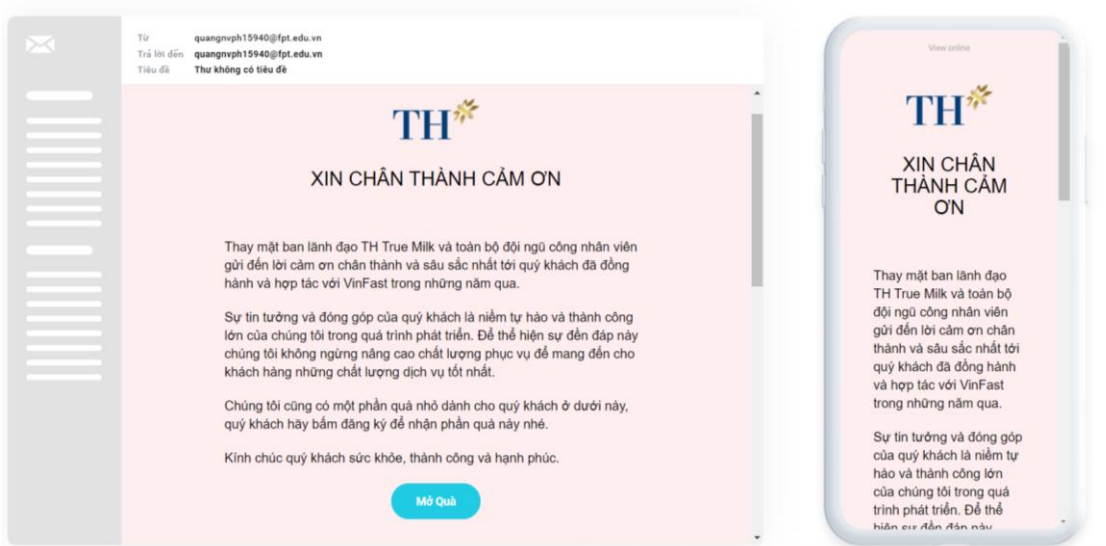 Từ quangnvph15940@fpt.edu.vn
Trả lời đến quangnvph15940@fpt.edu.vn
Tiêu đề Thư không có tiêu đề
TH
XIN CHÂN THÀNH CẢM ƠN
Thay mặt ban lãnh đạo TH True Milk và toàn bộ đội ngũ công nhân viên
gửi đến lời cảm ơn chân thành và sâu sắc nhất tới quý khách đã đồng
hành và hợp tác với VinFast trong những năm qua.
Sự tin tưởng và đóng góp của quý khách là niềm tự hào và thành công
lớn của chúng tôi trong quá trình phát triển. Để thể hiện sự đền đáp này
chúng tôi không ngừng nâng cao chất lượng phục vụ để mang đến cho
khách hàng những chất lượng dịch vụ tốt nhất.
Chúng tôi cũng có một phần quà nhỏ dành cho quý khách ở dưới này,
quý khách hãy bấm đăng ký để nhận phần quà này nhé.
Kính chúc quý khách sức khỏe, thành công và hạnh phúc.
Mở Quà
View online
TH
XIN CHÂN
THÀNH CẢM
ƠN
Thay mặt ban lãnh đạo
TH True Milk và toàn bộ
đội ngũ công nhân viên
gửi đến lời cảm ơn chân
thành và sâu sắc nhất tới
quý khách đã đồng hành
và hợp tác với VinFast
trong những năm qua.
Sự tin tưởng và đóng góp
của quý khách là niềm tự
hào và thành công lớn
của chúng tôi trong quá
trình phát triển. Để thể
hiện sự đền đáp này